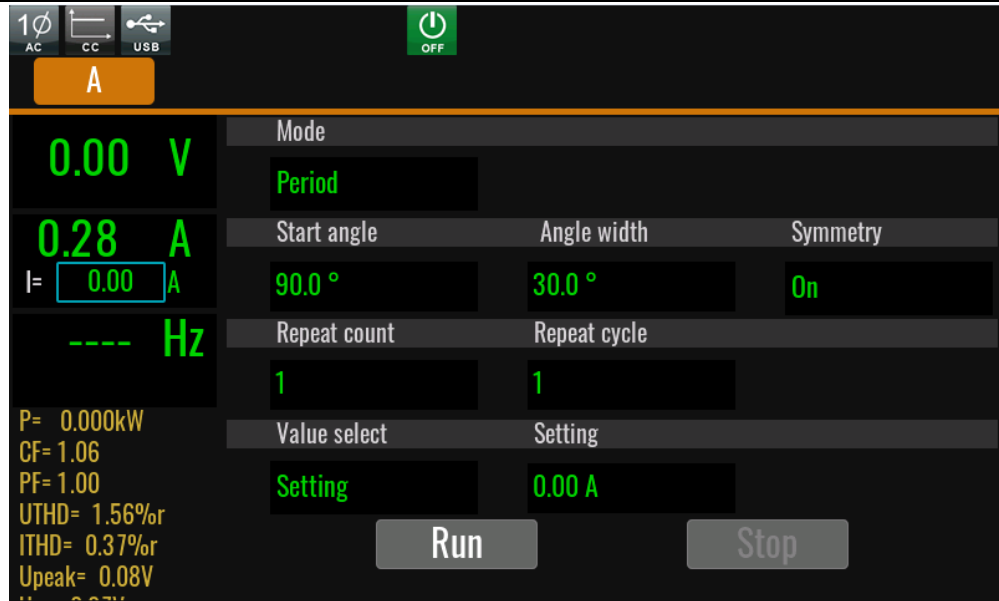 1Ø
AC
CC
USB
OFF
A
0.00 V
0.28 A
I= 0.00 A
---- Hz
P= 0.000kW
CF= 1.06
PF= 1.00
UTHD= 1.56%r
ITHD= 0.37%r
Upeak= 0.08V
Mode
Period
Start angle Angle width Symmetry
90.0 ° 30.0 ° On
Repeat count Repeat cycle
1 1
Value select Setting
Setting 0.00 A
Run Stop